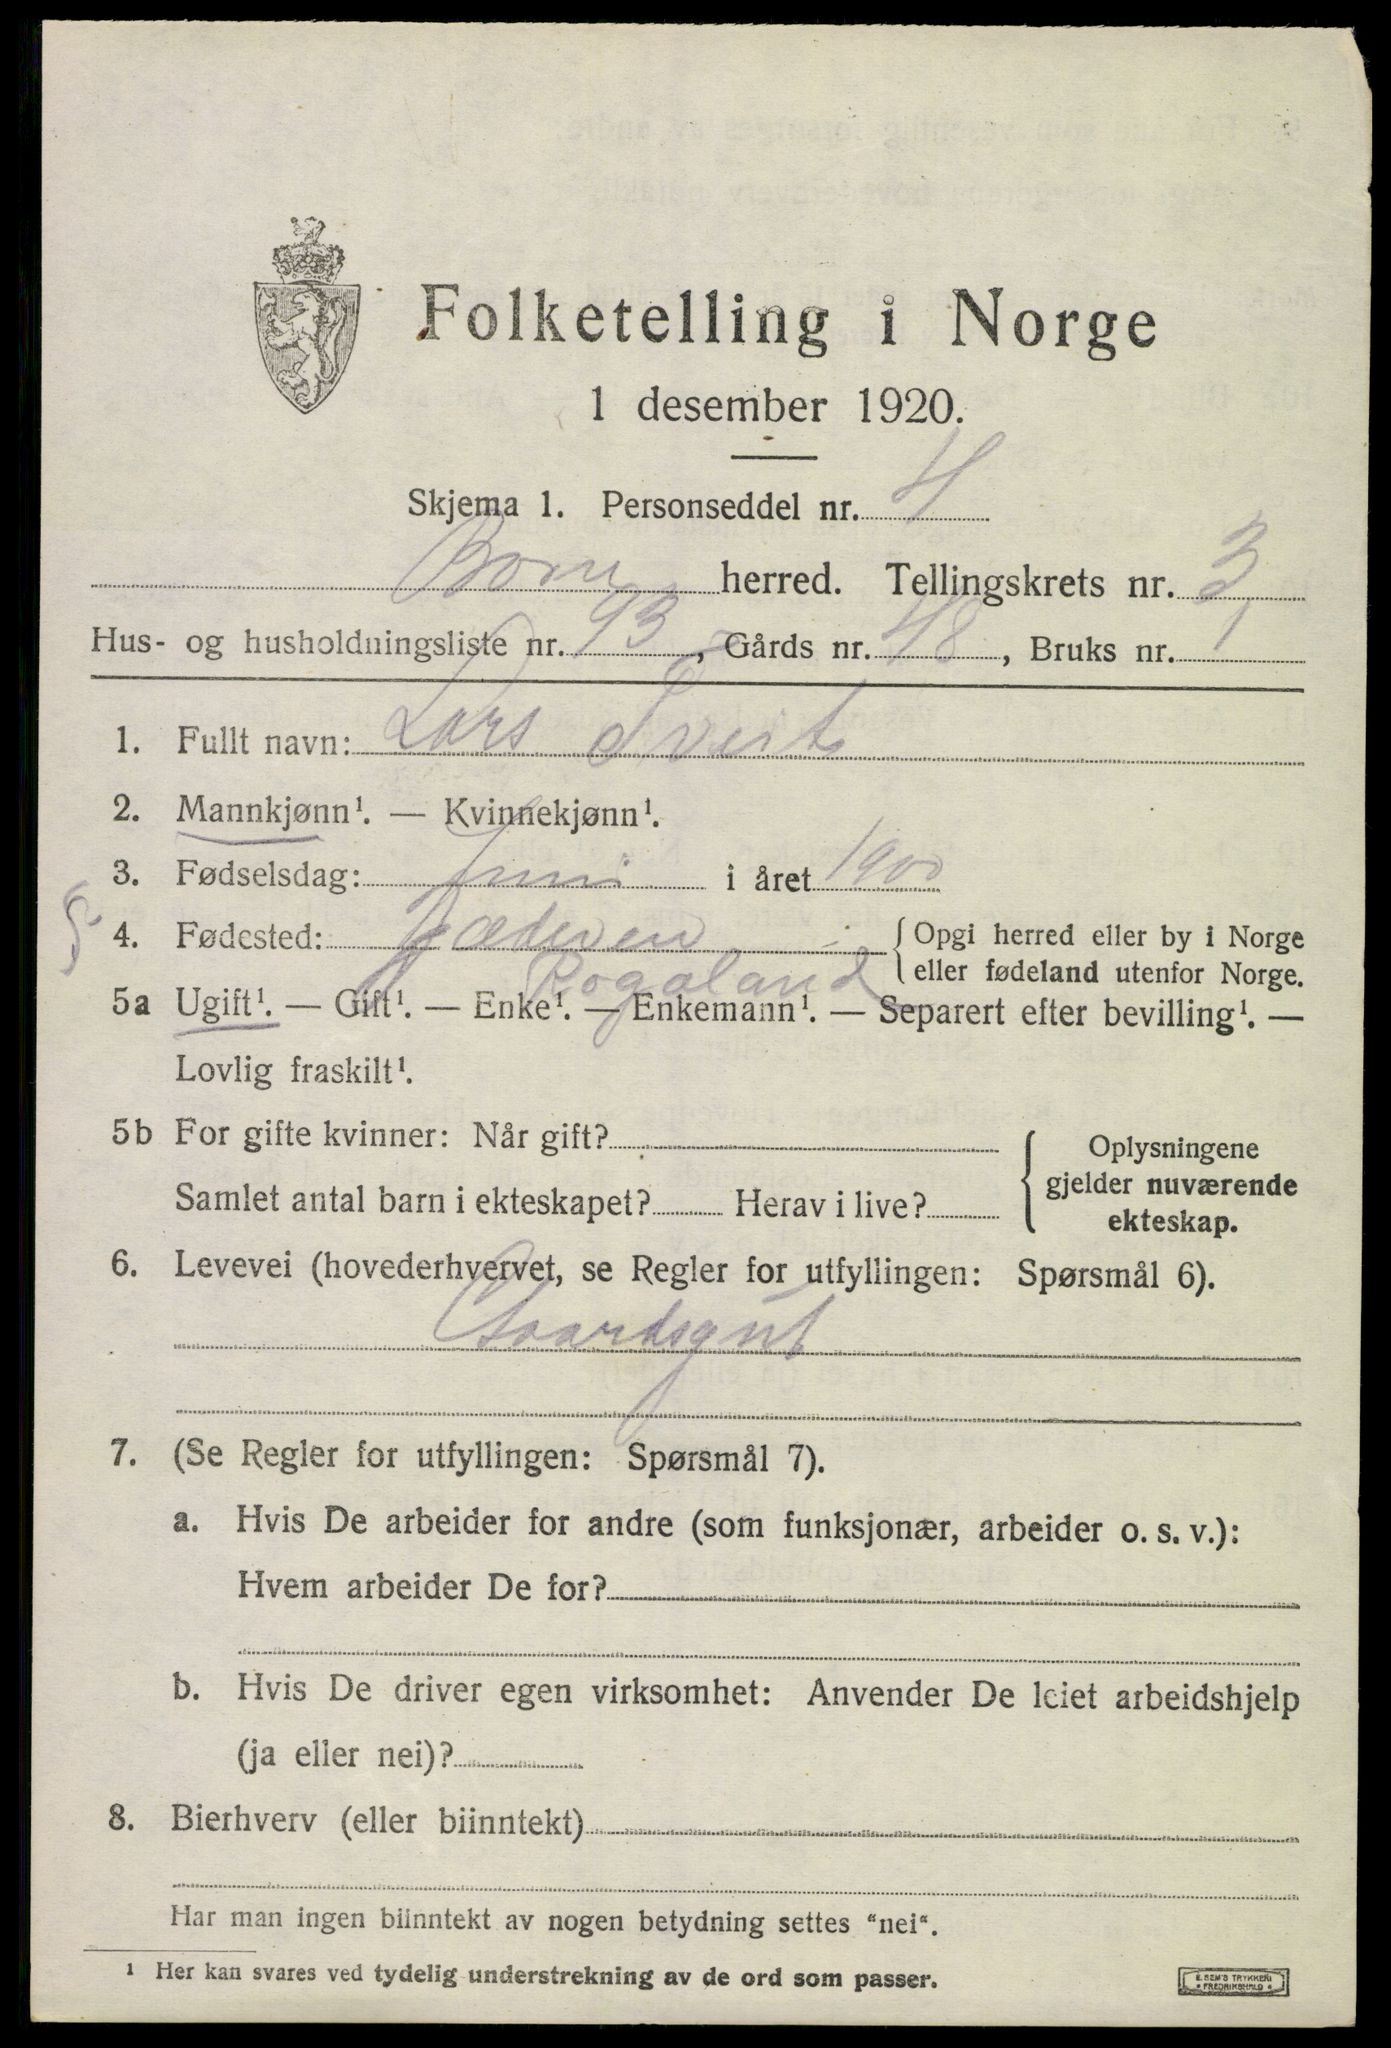 Folketelling i Norge
1 desember 1920.
Skjema 1. Personseddel nr. 4
Borre herred. Tellingskrets nr. 3
Hus- og husholdningsliste nr. 93, Gårds nr. 48, Bruks nr. 1
1. Fullt navn: Lars Tveit
2. Mannkjønn¹. — Kvinnekjønn¹.
3. Fødselsdag: Juni i året 1900
4. Fødested: Jæderen { Opgi herred eller by i Norge
Rogaland eller fødeland utenfor Norge.
5a Ugift¹. — Gift¹. — Enke¹. — Enkemann¹. — Separert efter bevilling¹. —
Lovlig fraskilt¹.
5b For gifte kvinner: Når gift? { Oplysningene
gjelder nuværende
Samlet antal barn i ekteskapet? Herav i live? ekteskap.
6. Levevei (hovederhvervet, se Regler for utfyllingen: Spørsmål 6).
Gaardsgut
7. (Se Regler for utfyllingen: Spørsmål 7).
a. Hvis De arbeider for andre (som funksjonær, arbeider o. s. v.):
Hvem arbeider De for?
b. Hvis De driver egen virksomhet: Anvender De leiet arbeidshjelp
(ja eller nei)?
8. Bierhverv (eller biinntekt)
Har man ingen biinntekt av nogen betydning settes "nei".
¹ Her kan svares ved tydelig understrekning av de ord som passer.
E. SEM'S TRYKKERI
FREDRIKSHALD